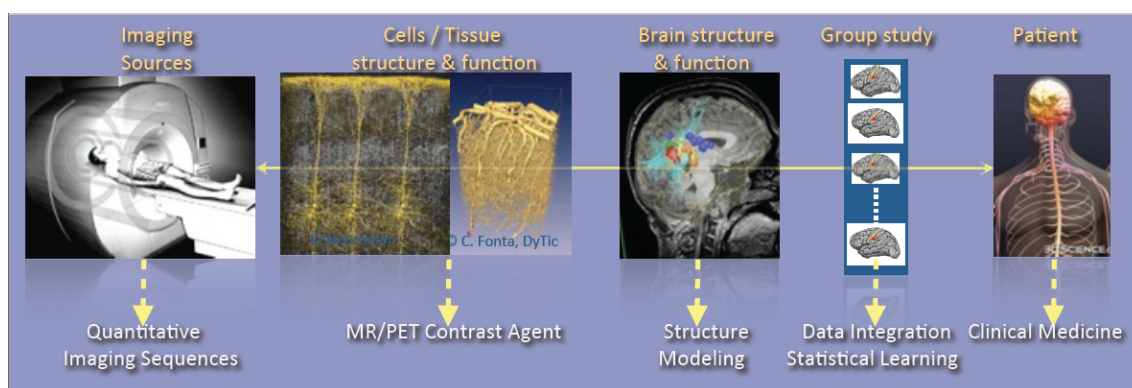 Imaging
Sources
Cells / Tissue
structure & function
Brain structure
& function
Group study
Patient
© C. Fonta, DyTic
3DSCIENCE.c
Quantitative
Imaging Sequences
MR/PET Contrast Agent
Structure
Modeling
Data Integration
Statistical Learning
Clinical Medicine